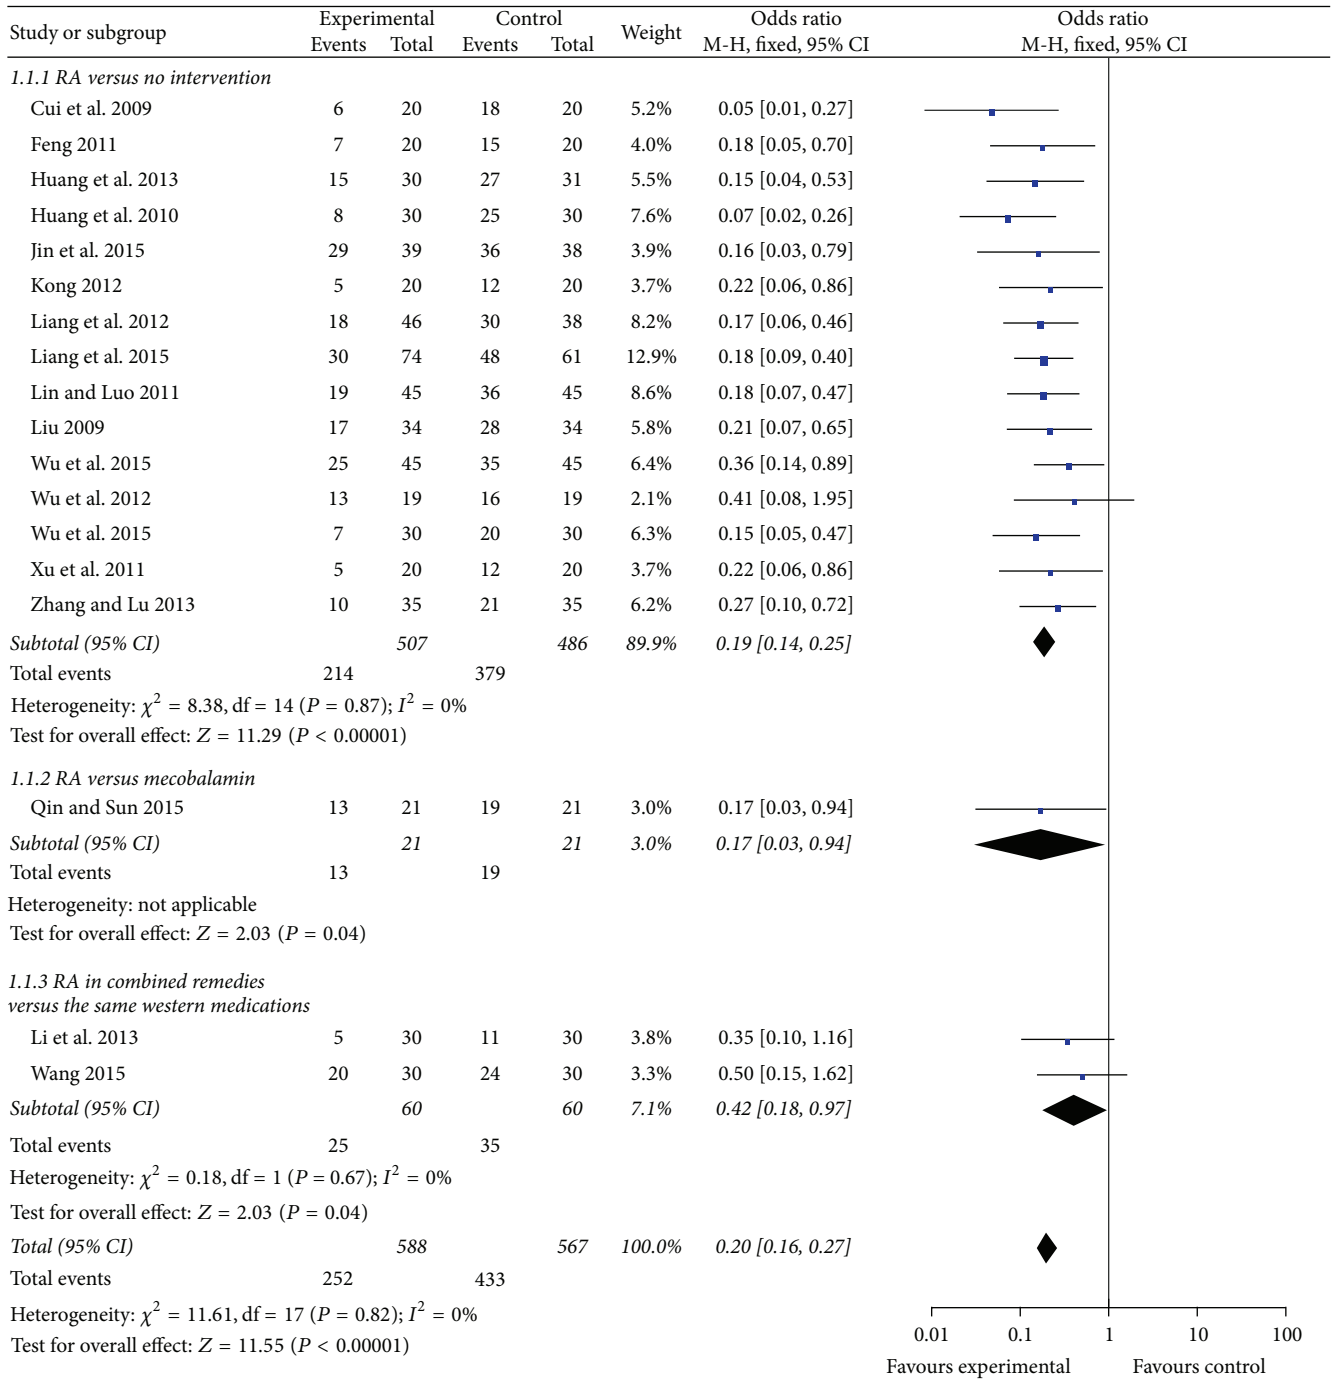 Study or subgroup Experimental Control Weight Odds ratio Odds ratio
Events Total Events Total M-H, fixed, 95% CI M-H, fixed, 95% CI
1.1.1 RA versus no intervention
Cui et al. 2009 6 20 18 20 5.2% 0.05 [0.01, 0.27]
Feng 2011 7 20 15 20 4.0% 0.18 [0.05, 0.70]
Huang et al. 2013 15 30 27 31 5.5% 0.15 [0.04, 0.53]
Huang et al. 2010 8 30 25 30 7.6% 0.07 [0.02, 0.26]
Jin et al. 2015 29 39 36 38 3.9% 0.16 [0.03, 0.79]
Kong 2012 5 20 12 20 3.7% 0.22 [0.06, 0.86]
Liang et al. 2012 18 46 30 38 8.2% 0.17 [0.06, 0.46]
Liang et al. 2015 30 74 48 61 12.9% 0.18 [0.09, 0.40]
Lin and Luo 2011 19 45 36 45 8.6% 0.18 [0.07, 0.47]
Liu 2009 17 34 28 34 5.8% 0.21 [0.07, 0.65]
Wu et al. 2015 25 45 35 45 6.4% 0.36 [0.14, 0.89]
Wu et al. 2012 13 19 16 19 2.1% 0.41 [0.08, 1.95]
Wu et al. 2015 7 30 20 30 6.3% 0.15 [0.05, 0.47]
Xu et al. 2011 5 20 12 20 3.7% 0.22 [0.06, 0.86]
Zhang and Lu 2013 10 35 21 35 6.2% 0.27 [0.10, 0.72]
Subtotal (95% CI) 507 486 89.9% 0.19 [0.14, 0.25]
Total events 214 379
Heterogeneity: χ² = 8.38, df = 14 (P = 0.87); I² = 0%
Test for overall effect: Z = 11.29 (P < 0.00001)
1.1.2 RA versus mecobalamin
Qin and Sun 2015 13 21 19 21 3.0% 0.17 [0.03, 0.94]
Subtotal (95% CI) 21 21 3.0% 0.17 [0.03, 0.94]
Total events 13 19
Heterogeneity: not applicable
Test for overall effect: Z = 2.03 (P = 0.04)
1.1.3 RA in combined remedies
versus the same western medications
Li et al. 2013 5 30 11 30 3.8% 0.35 [0.10, 1.16]
Wang 2015 20 30 24 30 3.3% 0.50 [0.15, 1.62]
Subtotal (95% CI) 60 60 7.1% 0.42 [0.18, 0.97]
Total events 25 35
Heterogeneity: χ² = 0.18, df = 1 (P = 0.67); I² = 0%
Test for overall effect: Z = 2.03 (P = 0.04)
Total (95% CI) 588 567 100.0% 0.20 [0.16, 0.27]
Total events 252 433
Heterogeneity: χ² = 11.61, df = 17 (P = 0.82); I² = 0%
Test for overall effect: Z = 11.55 (P < 0.00001)
0.01 0.1 1 10 100
Favours experimental Favours control